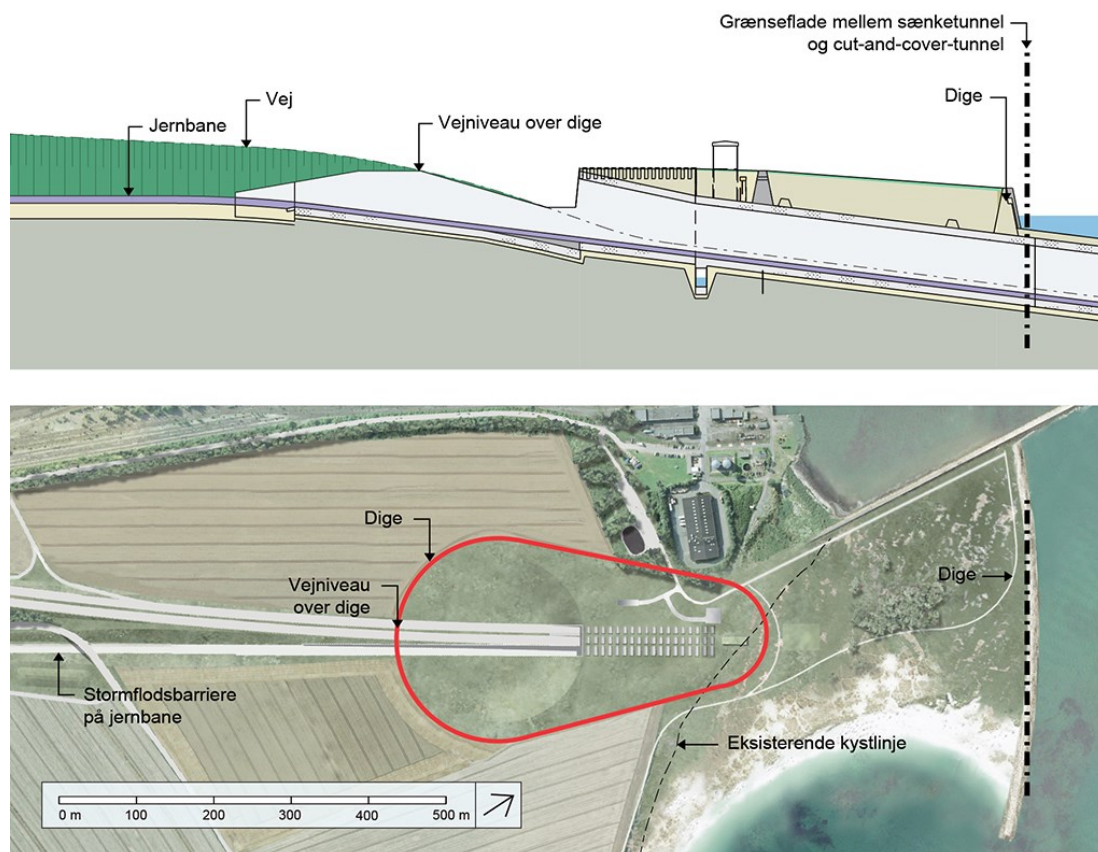 Grænseflade mellem sænketunnel
og cut-and-cover-tunnel
Dige
Vej
Jernbane
Vejniveau over dige
Dige
Vejniveau
over dige
Dige
Stormflodsbarriere
på jernbane
Eksisterende kystlinje
0 m 100 200 300 400 500 m